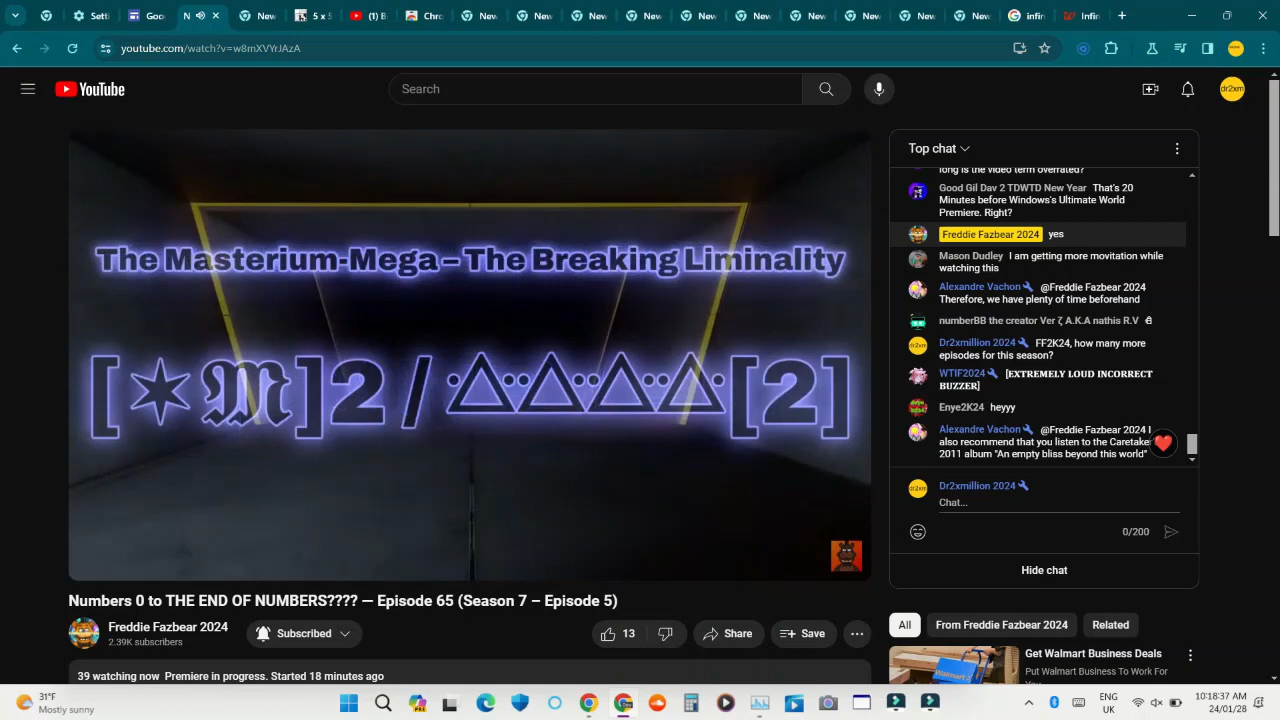 Setti
Goo
N
New
5 x 5
(1) B
Chro
New
New
New
New
New
New
New
New
New
New
infin
Infin
youtube.com/watch?v=w8mXVYrJAzA
YouTube
Search
dr2xm
The Masterium-Mega – The Breaking Liminality
[✶𝕸]2 / ·△··△··△··△·[2]
Top chat
long is the video term overrated?
Good Gil Dav 2 TDWTD New Year That's 20
Minutes before Windows's Ultimate World
Premiere. Right?
Freddie Fazbear 2024 yes
Mason Dudley I am getting more movitation while
watching this
Alexandre Vachon @Freddie Fazbear 2024
Therefore, we have plenty of time beforehand
numberBB the creator Ver ζ A.K.A nathis R.V
Dr2xmillion 2024 FF2K24, how many more
episodes for this season?
WTIF2024 [EXTREMELY LOUD INCORRECT
BUZZER]
Enye2K24 heyyy
Alexandre Vachon @Freddie Fazbear 2024 I
also recommend that you listen to the Caretaker
2011 album "An empty bliss beyond this world"
dr2xm
Dr2xmillion 2024
Chat...
0/200
Hide chat
Numbers 0 to THE END OF NUMBERS???? — Episode 65 (Season 7 – Episode 5)
Freddie Fazbear 2024
2.39K subscribers
Subscribed
13
Share
Save
39 watching now Premiere in progress. Started 18 minutes ago
All
From Freddie Fazbear 2024
Related
Get Walmart Business Deals
Put Walmart Business To Work For
31°F
Mostly sunny
ENG
UK
10:18:37 AM
24/01/28